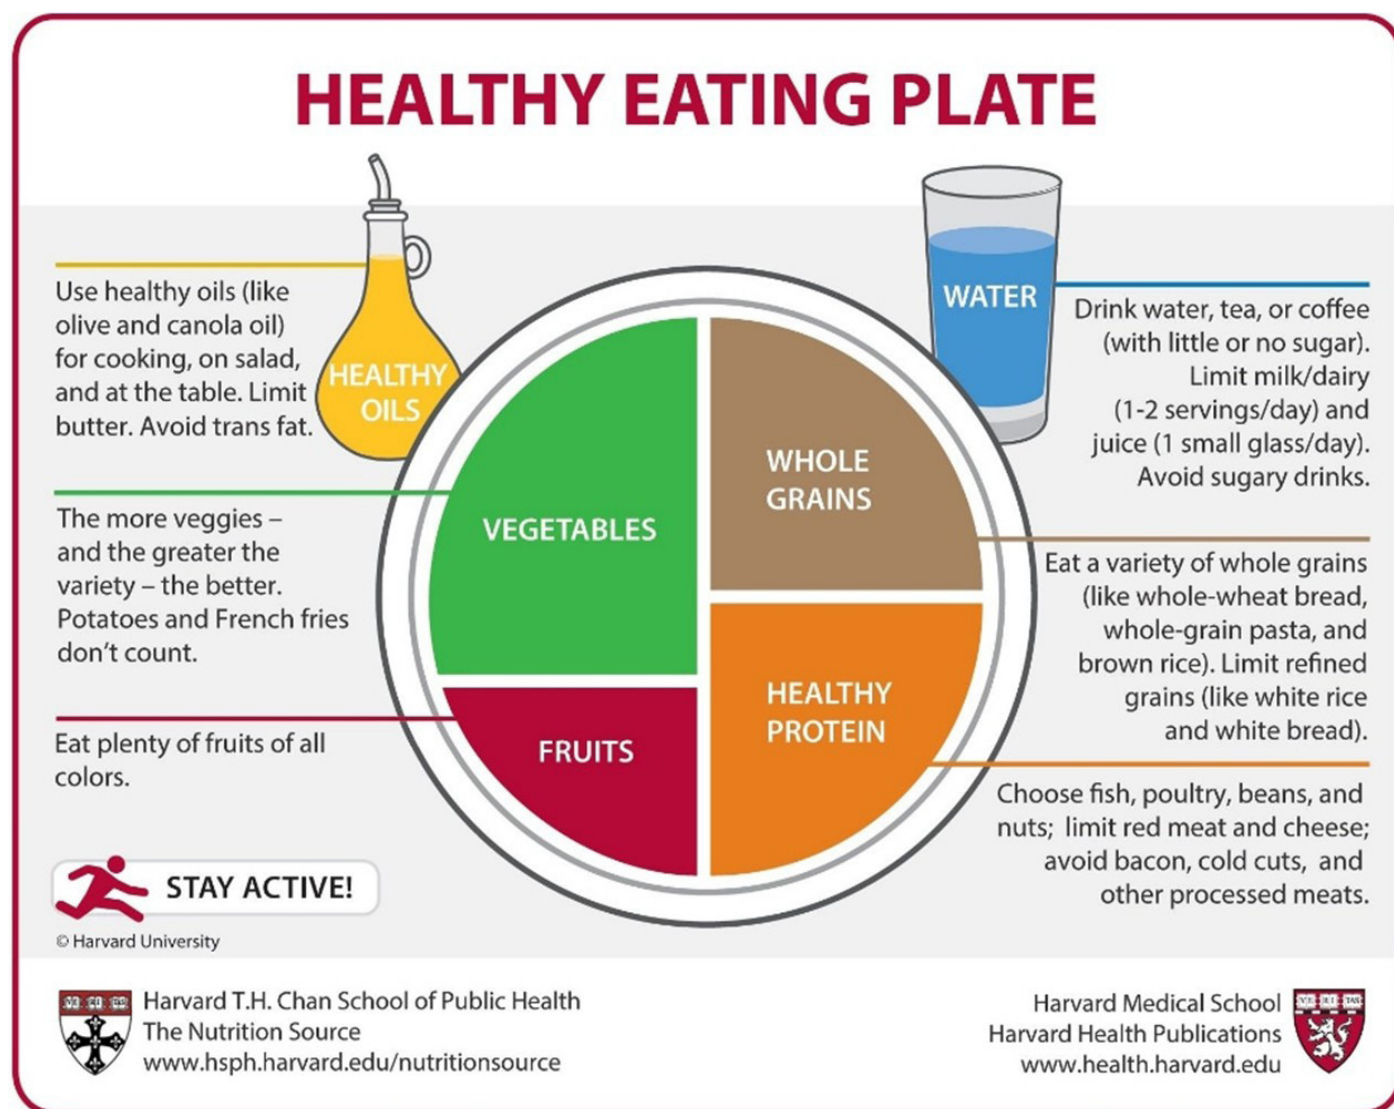 HEALTHY EATING PLATE
Use healthy oils (like
olive and canola oil)
for cooking, on salad,
and at the table. Limit
butter. Avoid trans fat.
HEALTHY
OILS
The more veggies –
and the greater the
variety – the better.
Potatoes and French fries
don't count.
Eat plenty of fruits of all
colors.
VEGETABLES
FRUITS
WHOLE
GRAINS
HEALTHY
PROTEIN
WATER
Drink water, tea, or coffee
(with little or no sugar).
Limit milk/dairy
(1-2 servings/day) and
juice (1 small glass/day).
Avoid sugary drinks.
Eat a variety of whole grains
(like whole-wheat bread,
whole-grain pasta, and
brown rice). Limit refined
grains (like white rice
and white bread).
Choose fish, poultry, beans, and
nuts; limit red meat and cheese;
avoid bacon, cold cuts, and
other processed meats.
STAY ACTIVE!
© Harvard University
Harvard T.H. Chan School of Public Health
The Nutrition Source
www.hsph.harvard.edu/nutritionsource
Harvard Medical School
Harvard Health Publications
www.health.harvard.edu